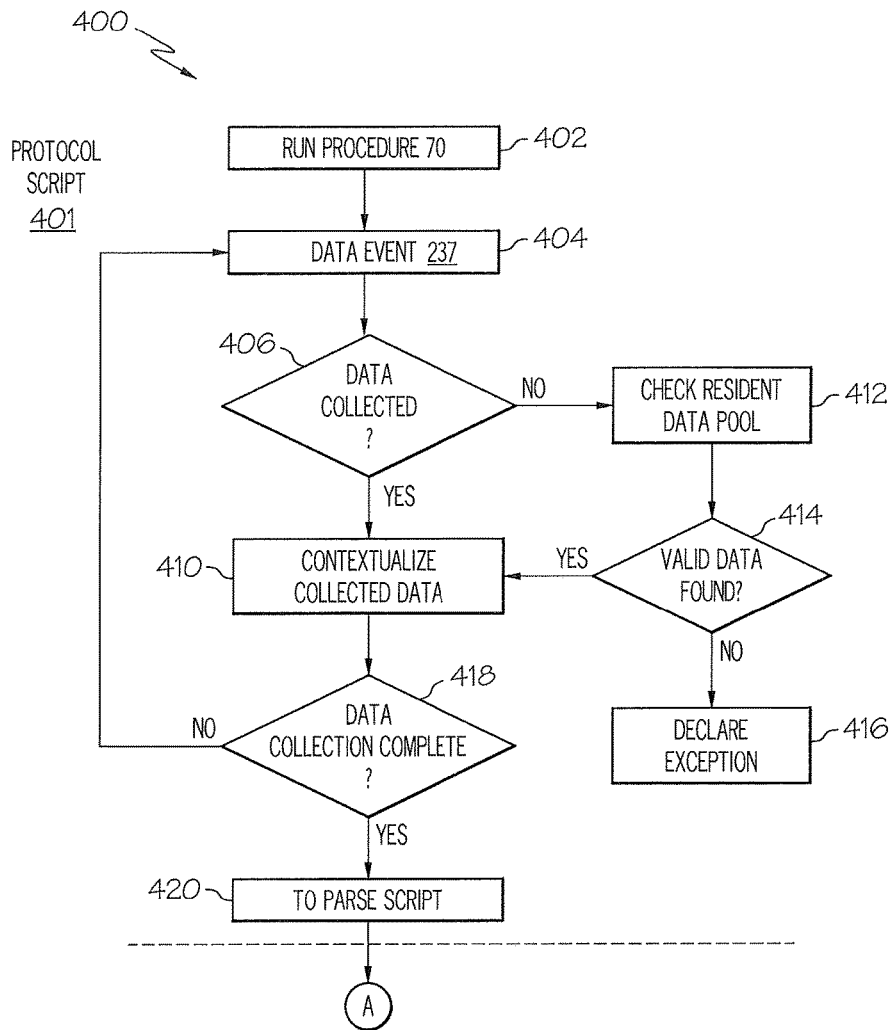 400
PROTOCOL
SCRIPT
401
RUN PROCEDURE 70
402
DATA EVENT 237
404
406
DATA
COLLECTED
?
NO
YES
CHECK RESIDENT
DATA POOL
412
410
CONTEXTUALIZE
COLLECTED DATA
YES
VALID DATA
FOUND?
414
NO
418
DATA
COLLECTION COMPLETE
?
NO
YES
DECLARE
EXCEPTION
416
420
TO PARSE SCRIPT
A